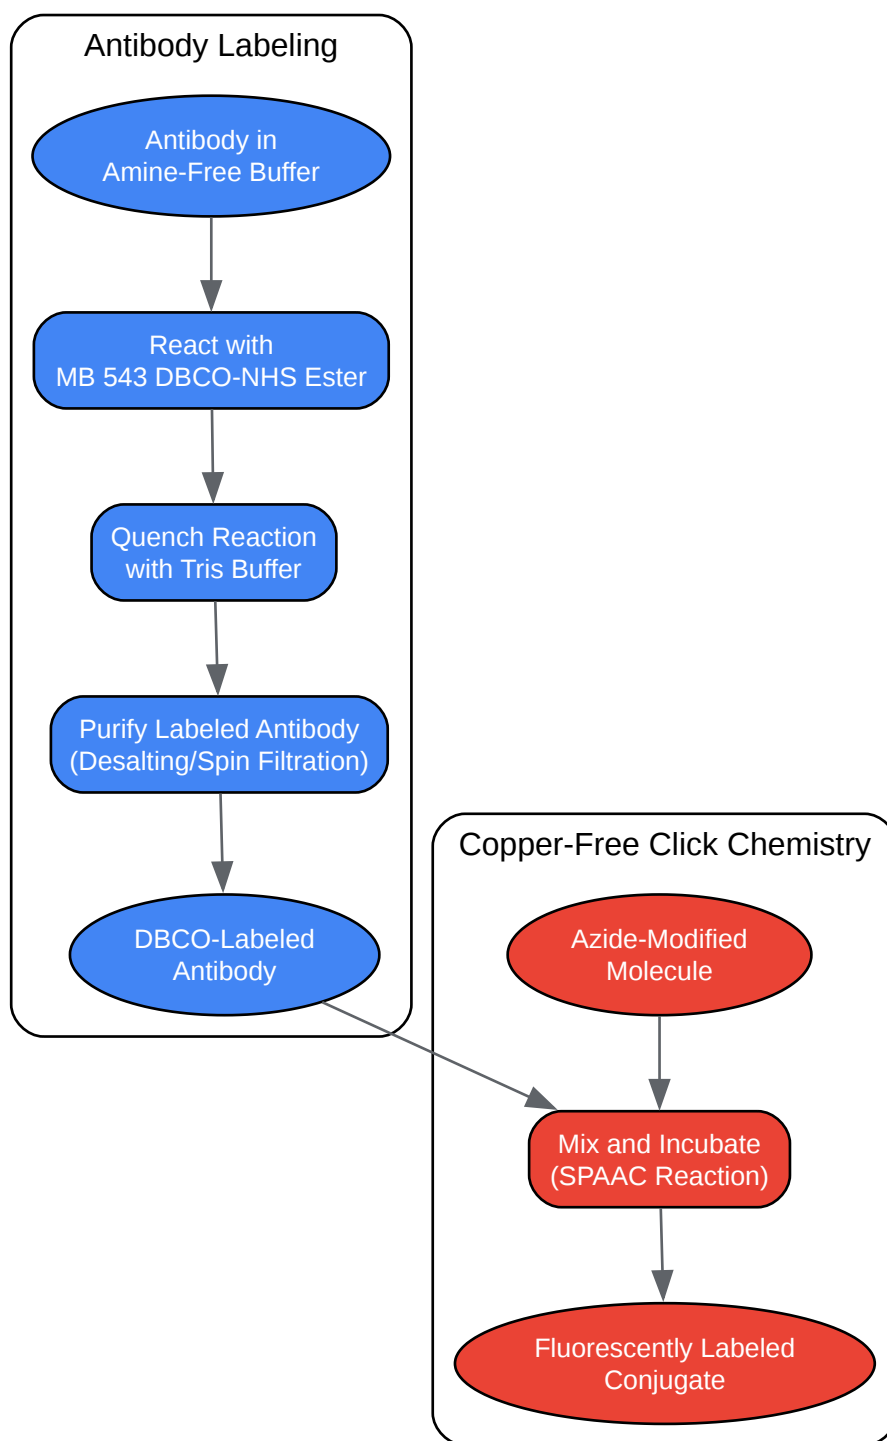 Antibody Labeling
Antibody in
Amine-Free Buffer
React with
MB 543 DBCO-NHS Ester
Quench Reaction
with Tris Buffer
Purify Labeled Antibody
(Desalting/Spin Filtration)
DBCO-Labeled
Antibody
Copper-Free Click Chemistry
Azide-Modified
Molecule
Mix and Incubate
(SPAAC Reaction)
Fluorescently Labeled
Conjugate